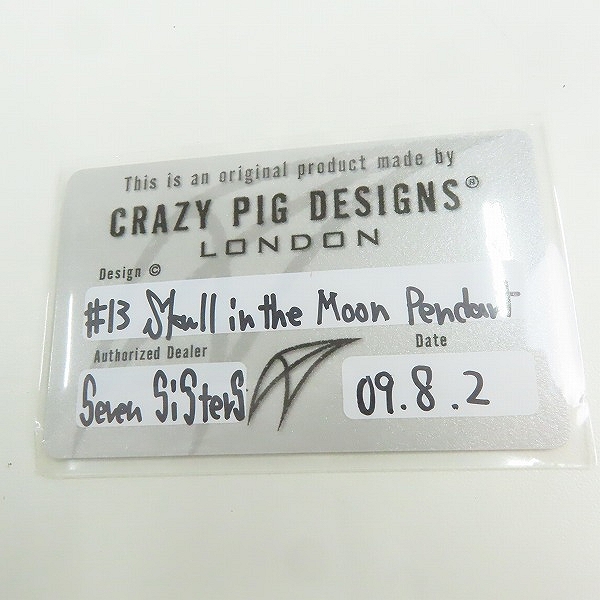 This is an original product made by
CRAZY PIG DESIGNS®
LONDON
Design ©
#13 Skull in the Moon Pendant
Authorized Dealer
Date
Seven SiSterS
09.8.2